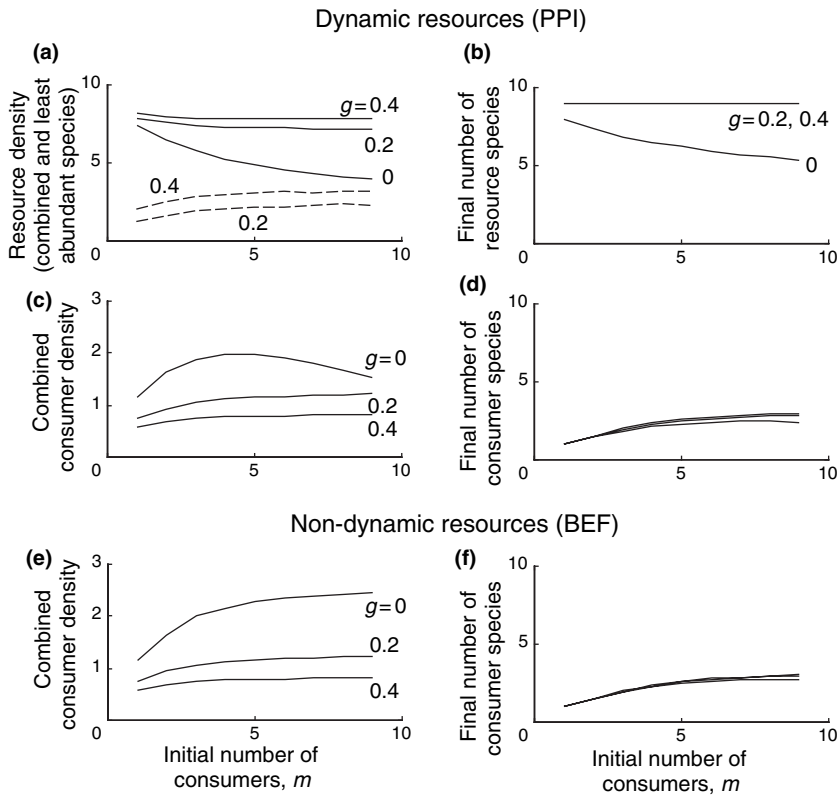 Dynamic resources (PPI)
(a)
Resource density
(combined and least
abundant species)
10
5
0
g=0.4
0.2
0
0.4
0.2
0
5
10
(b)
Final number of
resource species
10
5
0
g=0.2, 0.4
0
5
10
(c)
Combined
consumer density
3
2
1
0
g=0
0.2
0.4
0
5
10
(d)
Final number of
consumer species
10
5
0
5
10
Non-dynamic resources (BEF)
(e)
Combined
consumer density
3
2
1
0
g=0
0.2
0.4
0
5
10
Initial number of
consumers, m
(f)
Final number of
consumer species
10
5
0
5
10
Initial number of
consumers, m